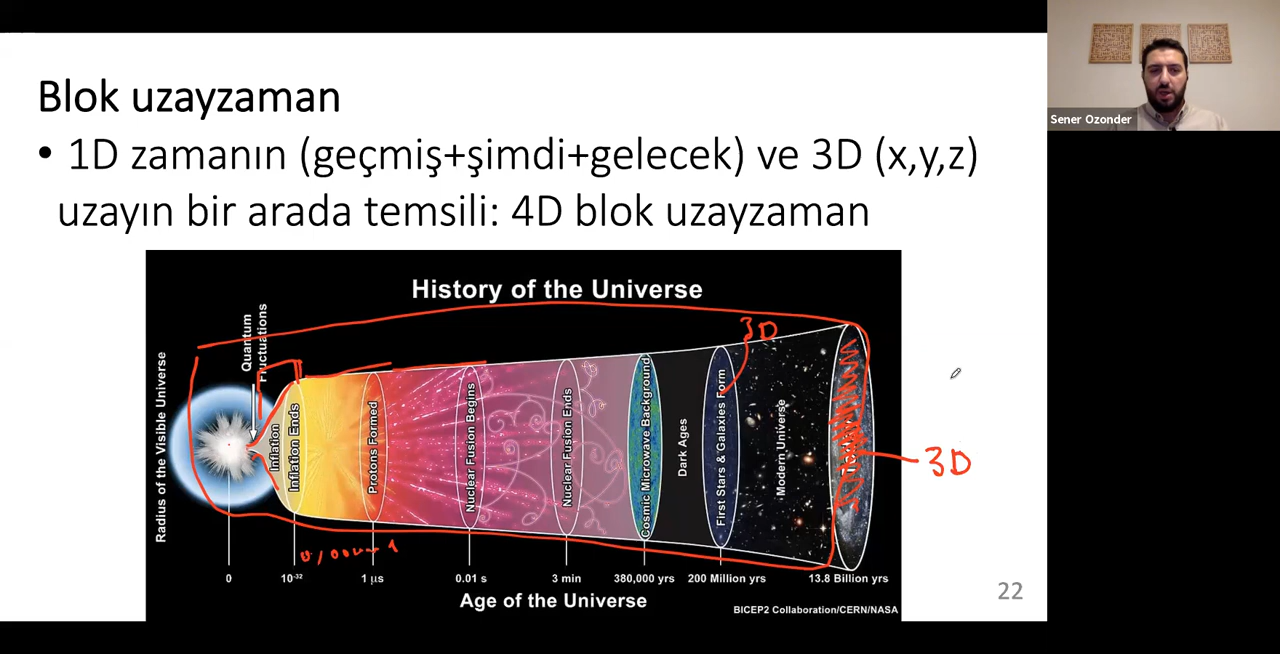 Blok uzayzaman
• 1D zamanın (geçmiş+şimdi+gelecek) ve 3D (x,y,z)
uzayın bir arada temsili: 4D blok uzayzaman
Sener Ozonder
History of the Universe
Radius of the Visible Universe
Quantum
Fluctuations
Inflation
Inflation Ends
Protons Formed
Nuclear Fusion Begins
Nuclear Fusion Ends
Cosmic Microwave Background
Dark Ages
First Stars & Galaxies Form
Modern Universe
3D
3D
0 10⁻³² 1 µs 0.01 s 3 min 380,000 yrs 200 Million yrs 13.8 Billion yrs
Age of the Universe
BICEP2 Collaboration/CERN/NASA
22